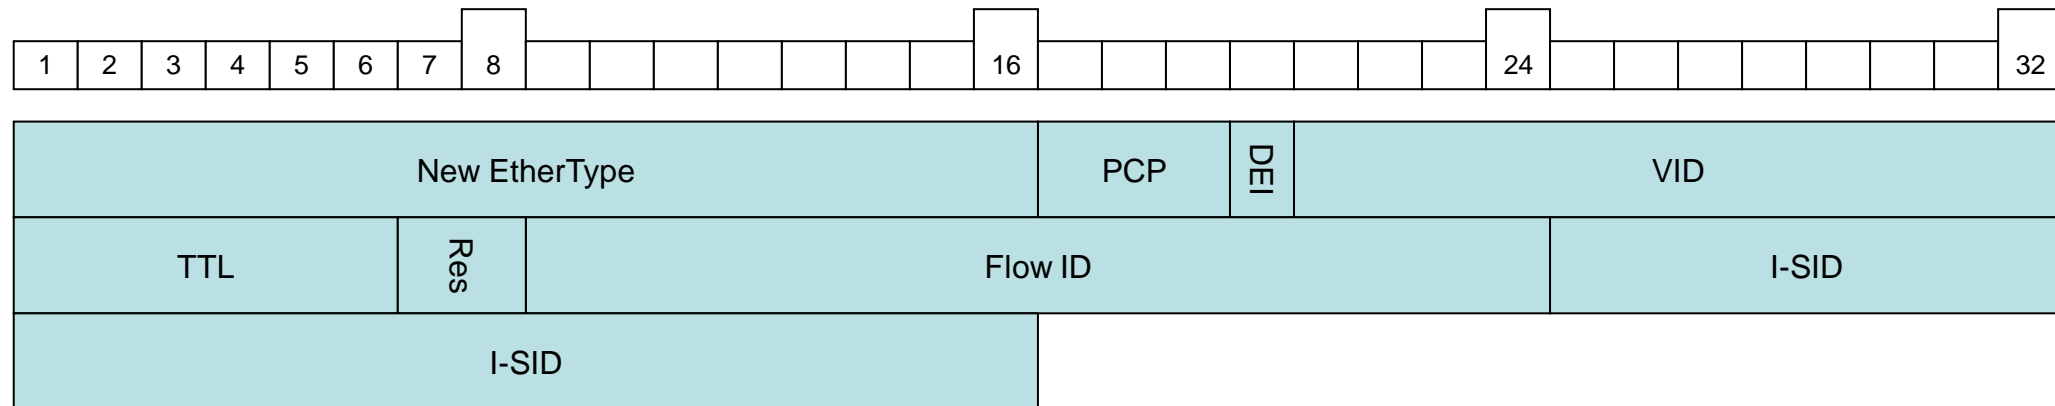 1 2 3 4 5 6 7 8 16 24 32
New EtherType PCP DEI VID
TTL Res Flow ID I-SID
I-SID